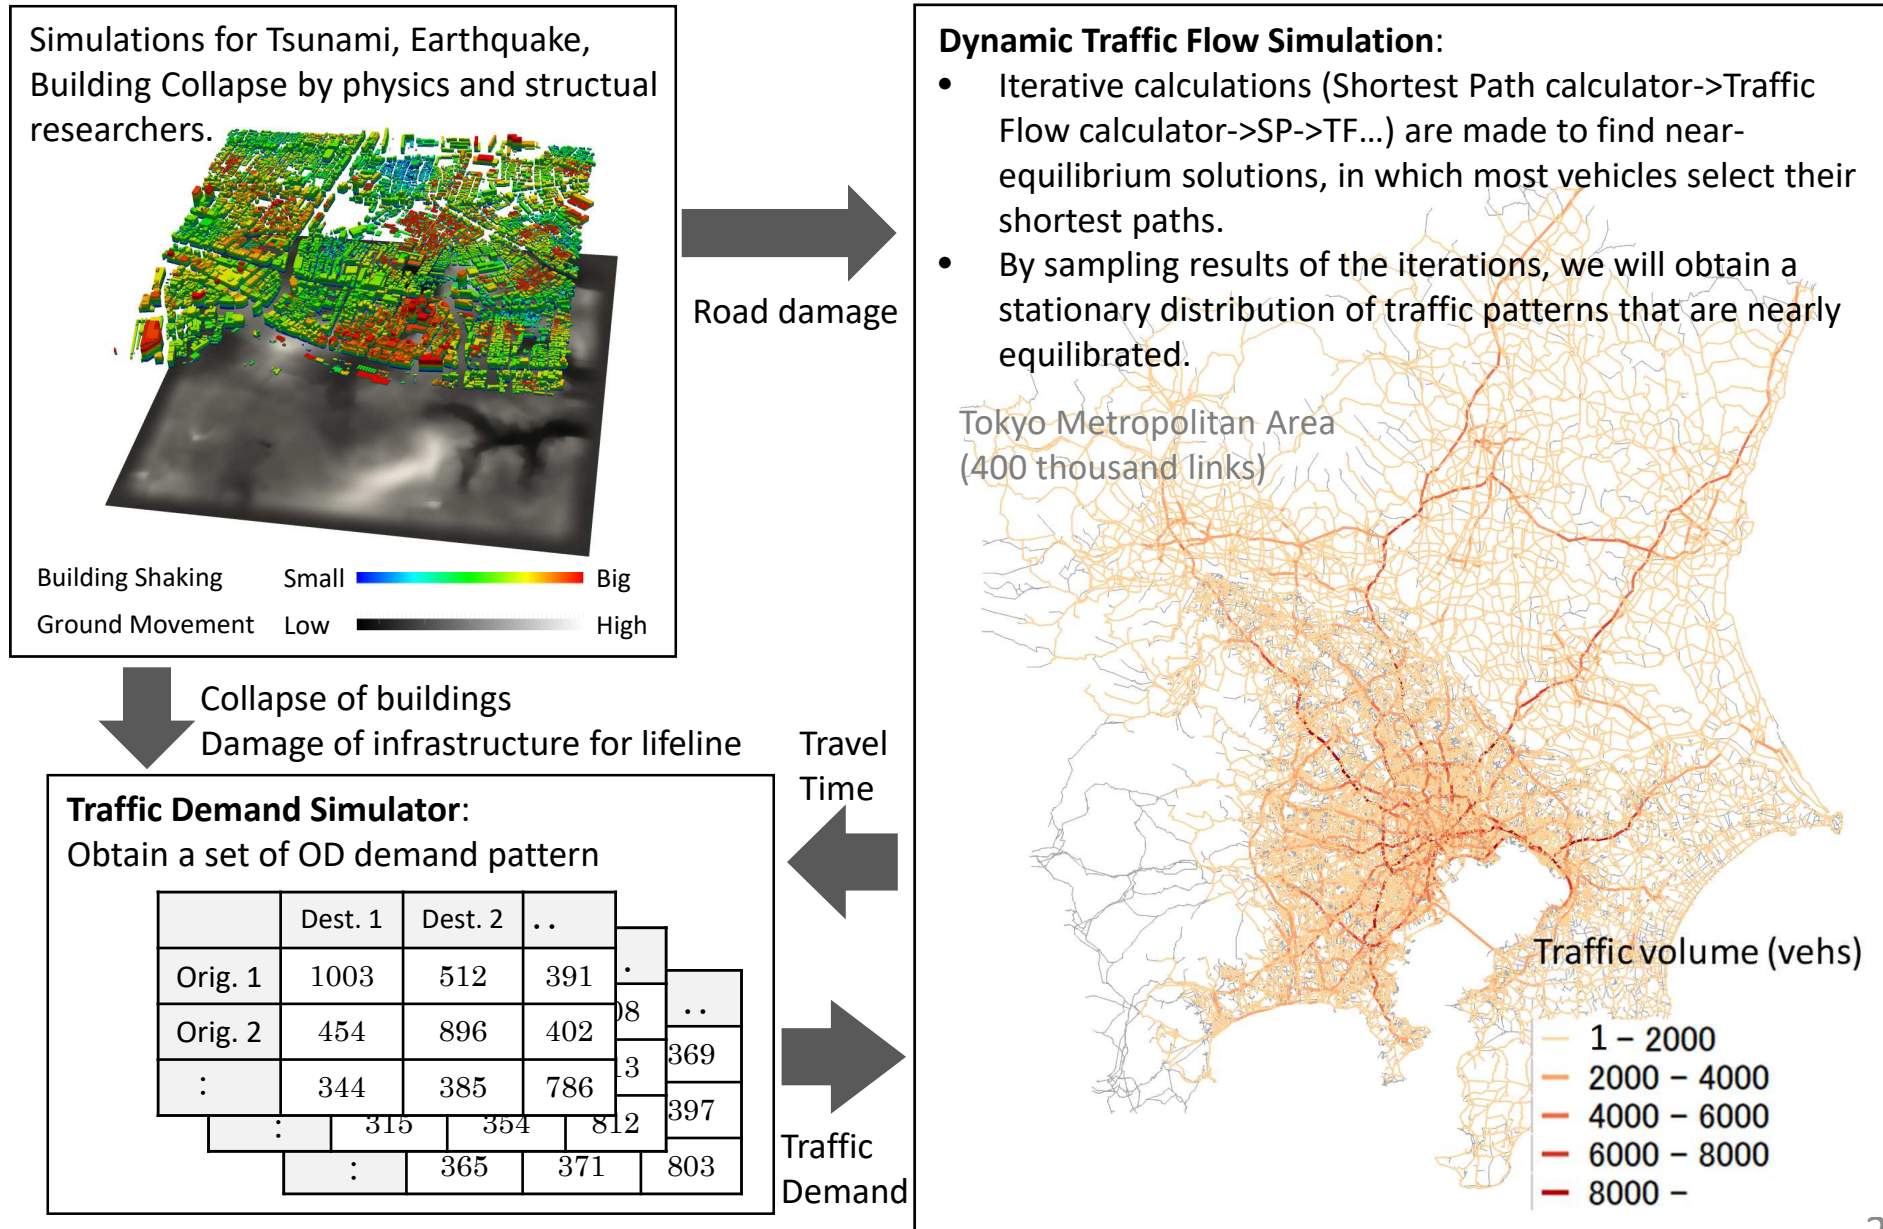 Simulations for Tsunami, Earthquake,
Building Collapse by physics and structual
researchers.
Building Shaking Small Big
Ground Movement Low High
Road damage
Collapse of buildings
Damage of infrastructure for lifeline
Travel
Time
Traffic Demand Simulator:
Obtain a set of OD demand pattern
Dest. 1 Dest. 2 ..
Orig. 1 1003 512 391
Orig. 2 454 896 402
: 344 385 786
: 315 354 812
..
369
397
: 365 371 803
Traffic
Demand
Dynamic Traffic Flow Simulation:
• Iterative calculations (Shortest Path calculator->Traffic
Flow calculator->SP->TF...) are made to find near-
equilibrium solutions, in which most vehicles select their
shortest paths.
• By sampling results of the iterations, we will obtain a
stationary distribution of traffic patterns that are nearly
equilibrated.
Tokyo Metropolitan Area
(400 thousand links)
Traffic volume (vehs)
1 – 2000
2000 – 4000
4000 – 6000
6000 – 8000
8000 –